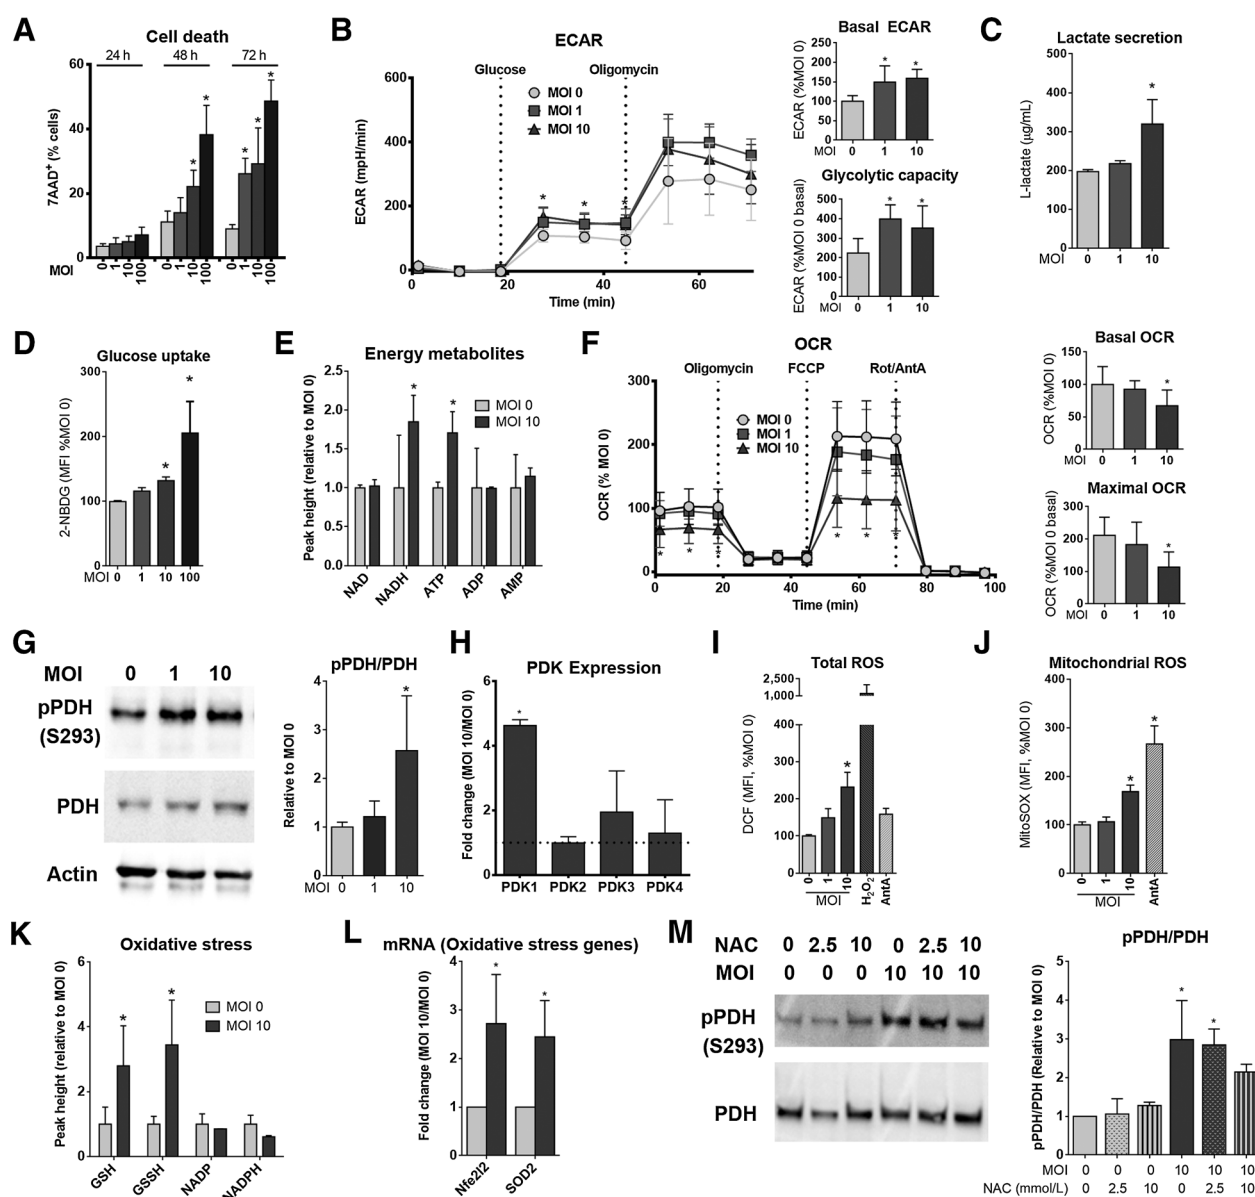 A
Cell death
24 h 48 h 72 h
7AAD⁺ (% cells)
60
40
20
0
MOI 0 1 10 100 0 1 10 100 0 1 10 100
* * * * * *
B
ECAR
Glucose Oligomycin
MOI 0
MOI 1
MOI 10
ECAR (mpH/min)
600
400
200
0
* * *
0 20 40 60
Time (min)
Basal ECAR
ECAR (%MOI 0)
250
200
150
100
50
0
* *
MOI 0 1 10
Glycolytic capacity
ECAR (%MOI 0 basal)
500
400
300
200
100
0
* *
MOI 0 1 10
C
Lactate secretion
L-lactate (µg/mL)
500
400
300
200
100
0
*
MOI 0 1 10
D
Glucose uptake
2-NBDG (MFI %MOI 0)
300
200
100
0
* *
MOI 0 1 10 100
E
Energy metabolites
Peak height (relative to MOI 0)
2.5
2.0
1.5
1.0
0.5
0.0
* *
MOI 0
MOI 10
NAD NADH ATP ADP AMP
F
OCR
Oligomycin FCCP Rot/AntA
MOI 0
MOI 1
MOI 10
OCR (% MOI 0)
300
200
100
0
* * * * * *
0 20 40 60 80 100
Time (min)
Basal OCR
OCR (%MOI 0)
150
100
50
0
*
MOI 0 1 10
Maximal OCR
OCR (%MOI 0 basal)
300
200
100
0
*
MOI 0 1 10
G
MOI 0 1 10
pPDH
(S293)
PDH
Actin
pPDH/PDH
Relative to MOI 0
4
3
2
1
0
*
MOI 0 1 10
H
PDK Expression
Fold change (MOI 10/MOI 0)
6
4
2
0
*
PDK1 PDK2 PDK3 PDK4
I
Total ROS
DCF (MFI, %MOI 0)
2,500
1,000
400
300
200
100
0
*
0 1 10 H₂O₂ AntA
MOI
J
Mitochondrial ROS
MitoSOX (MFI, %MOI 0)
400
300
200
100
0
* *
0 1 10 AntA
MOI
K
Oxidative stress
Peak height (relative to MOI 0)
6
4
2
0
* *
MOI 0
MOI 10
GSH GSSH NADP NADPH
L
mRNA (Oxidative stress genes)
Fold change (MOI 10/MOI 0)
4
3
2
1
0
* *
Nfe2l2 SOD2
M
NAC 0 2.5 10 0 2.5 10
MOI 0 0 0 10 10 10
pPDH
(S293)
PDH
pPDH/PDH
pPDH/PDH (Relative to MOI 0)
5
4
3
2
1
0
* *
MOI 0 0 0 10 10 10
NAC (mmol/L) 0 2.5 10 0 2.5 10